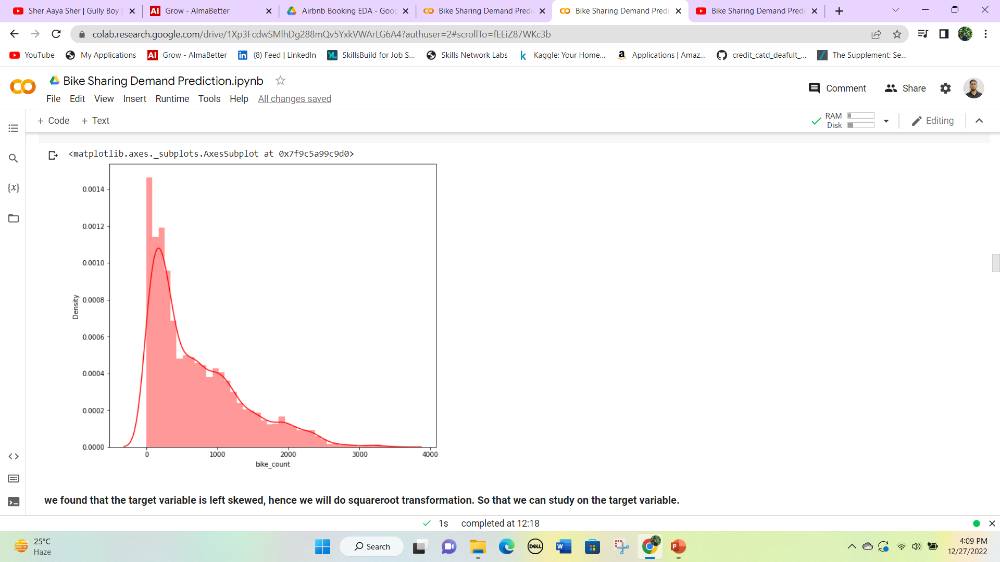 Sher Aaya Sher | Gully Boy |
AI Grow - AlmaBetter
Airbnb Booking EDA - Goog
Bike Sharing Demand Predi
Bike Sharing Demand Predi
Bike Sharing Demand Predi
colab.research.google.com/drive/1Xp3FcdwSMlhDg288mQv5YxkVWArLG6A4?authuser=2#scrollTo=fEEiZ87WKc3b
YouTube
My Applications
AI Grow - AlmaBetter
in (8) Feed | LinkedIn
SkillsBuild for Job S...
Skills Network Labs
k Kaggle: Your Home...
a Applications | Amaz...
credit_catd_deafult_...
The Supplement: Se...
Bike Sharing Demand Prediction.ipynb
Comment
Share
File Edit View Insert Runtime Tools Help All changes saved
+ Code + Text
RAM
Disk
Editing
{x}
<matplotlib.axes._subplots.AxesSubplot at 0x7f9c5a99c9d0>
0.0014
0.0012
0.0010
0.0008
0.0006
0.0004
0.0002
0.0000
Density
0 1000 2000 3000 4000
bike_count
we found that the target variable is left skewed, hence we will do squareroot transformation. So that we can study on the target variable.
1s completed at 12:18
25°C
Haze
Search
DELL
W
P
4:09 PM
12/27/2022